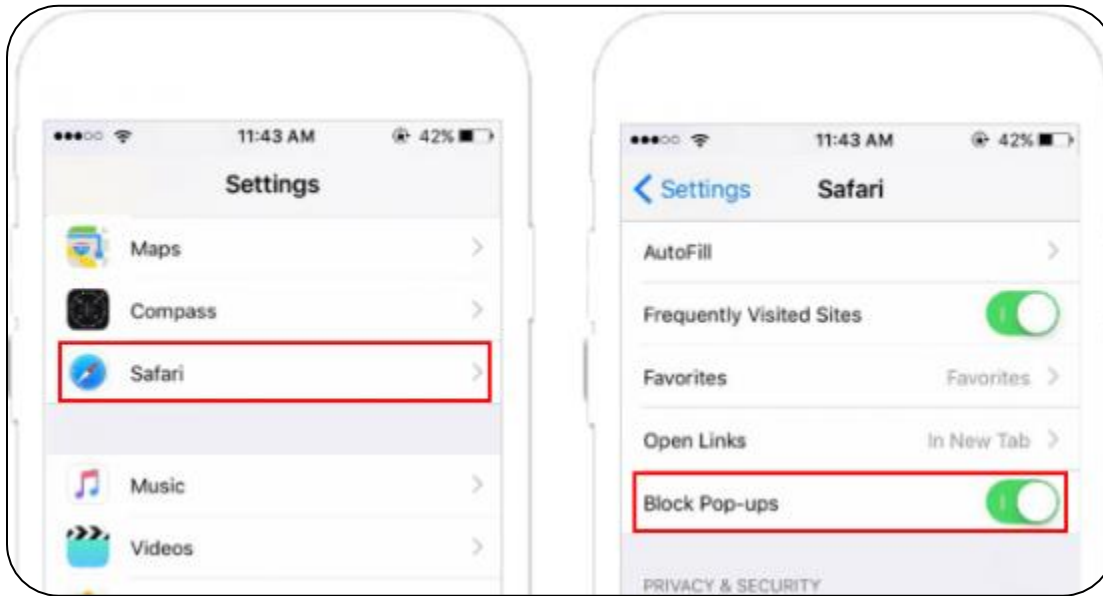 11:43 AM
42%
Settings
Maps
Compass
Safari
Music
Videos
11:43 AM
42%
Settings
Safari
AutoFill
Frequently Visited Sites
Favorites
Favorites
Open Links
In New Tab
Block Pop-ups
PRIVACY & SECURITY